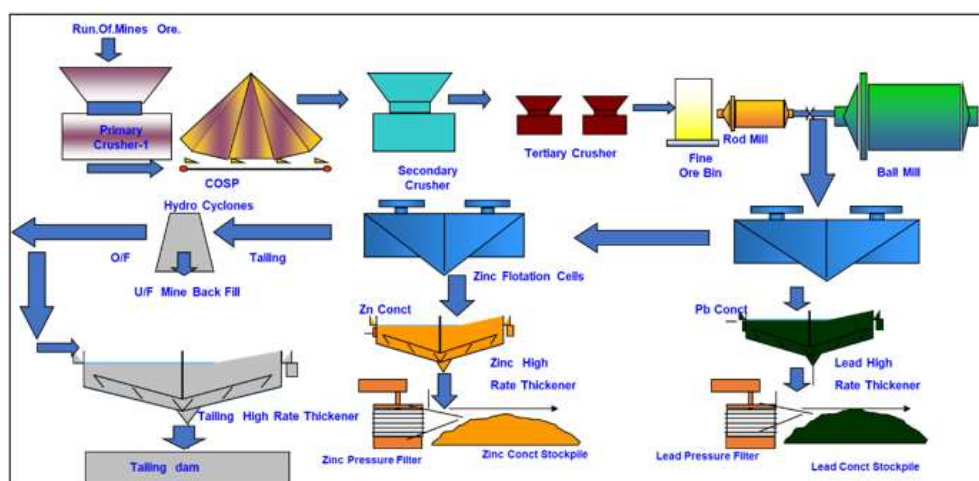 Run.Of.Mines Ore.
Primary
Crusher-1
COSP
Secondary
Crusher
Tertiary Crusher
Fine
Ore Bin
Rod Mill
Ball Mill
Hydro Cyclones
O/F
Tailing
U/F Mine Back Fill
Zinc Flotation Cells
Zn Conct
Pb Conct
Zinc High
Rate Thickener
Lead High
Rate Thickener
Tailing High Rate Thickener
Tailing dam
Zinc Pressure Filter
Zinc Conct Stockpile
Lead Pressure Filter
Lead Conct Stockpile